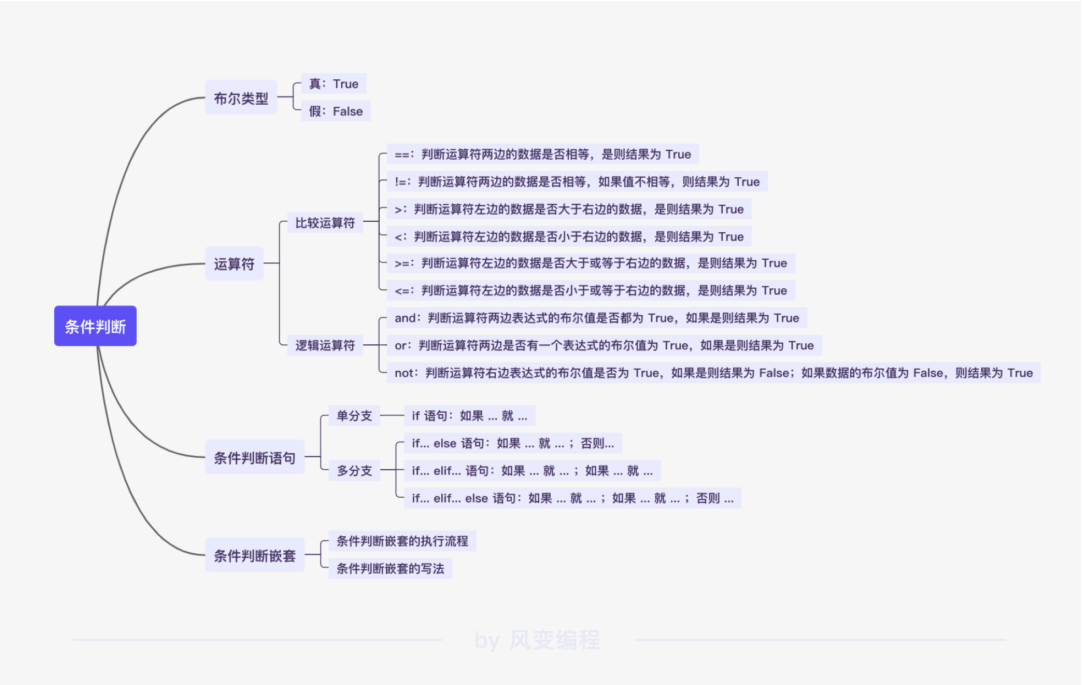 条件判断
布尔类型
真：True
假：False
运算符
比较运算符
==：判断运算符两边的数据是否相等，是则结果为 True
!=：判断运算符两边的数据是否相等，如果值不相等，则结果为 True
>：判断运算符左边的数据是否大于右边的数据，是则结果为 True
<：判断运算符左边的数据是否小于右边的数据，是则结果为 True
>=：判断运算符左边的数据是否大于或等于右边的数据，是则结果为 True
<=：判断运算符左边的数据是否小于或等于右边的数据，是则结果为 True
逻辑运算符
and：判断运算符两边表达式的布尔值是否都为 True，如果是则结果为 True
or：判断运算符两边是否有一个表达式的布尔值为 True，如果是则结果为 True
not：判断运算符右边表达式的布尔值是否为 True，如果是则结果为 False；如果数据的布尔值为 False，则结果为 True
条件判断语句
单分支
if 语句：如果 ... 就 ...
多分支
if... else 语句：如果 ... 就 ... ；否则...
if... elif... 语句：如果 ... 就 ... ；如果 ... 就 ...
if... elif... else 语句：如果 ... 就 ... ；如果 ... 就 ... ；否则 ...
条件判断嵌套
条件判断嵌套的执行流程
条件判断嵌套的写法
by 风变编程